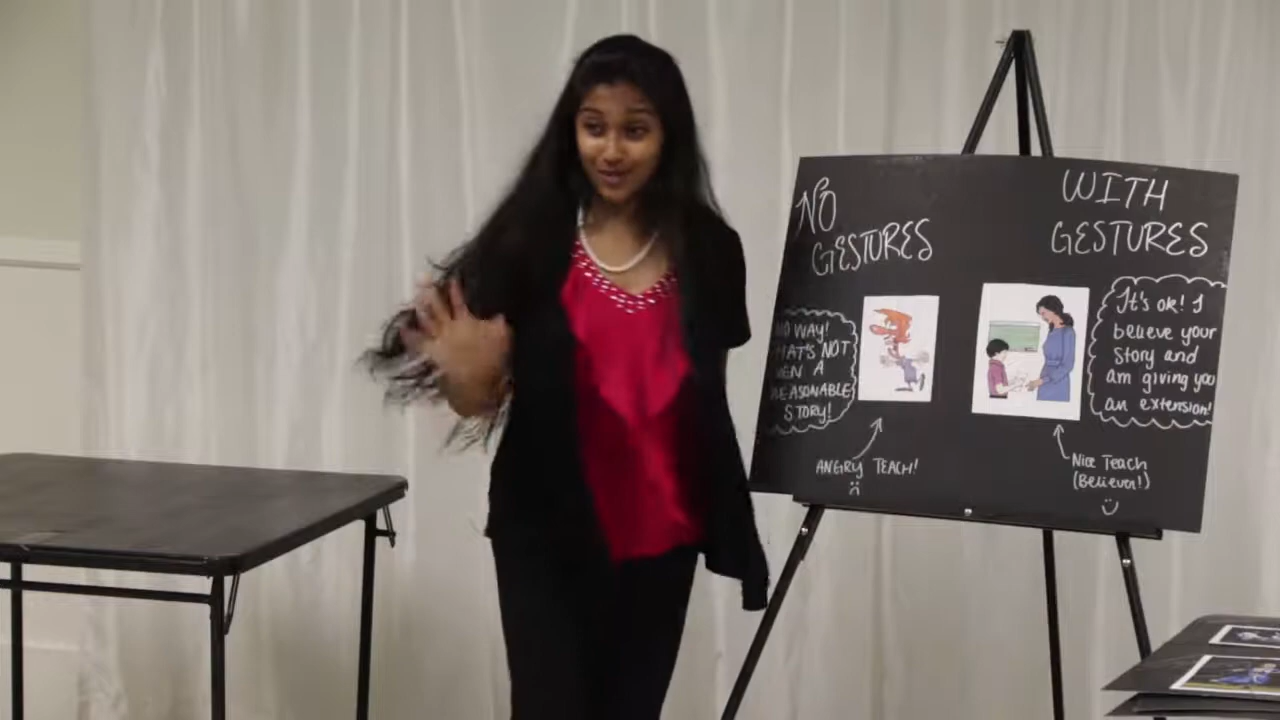 NO
GESTURES
NO WAY!
THAT'S NOT
EVEN A
REASONABLE
STORY!
ANGRY TEACH!
WITH
GESTURES
It's ok! I
believe your
story and
am giving you
an extension!
Nice Teach
(Believer!)